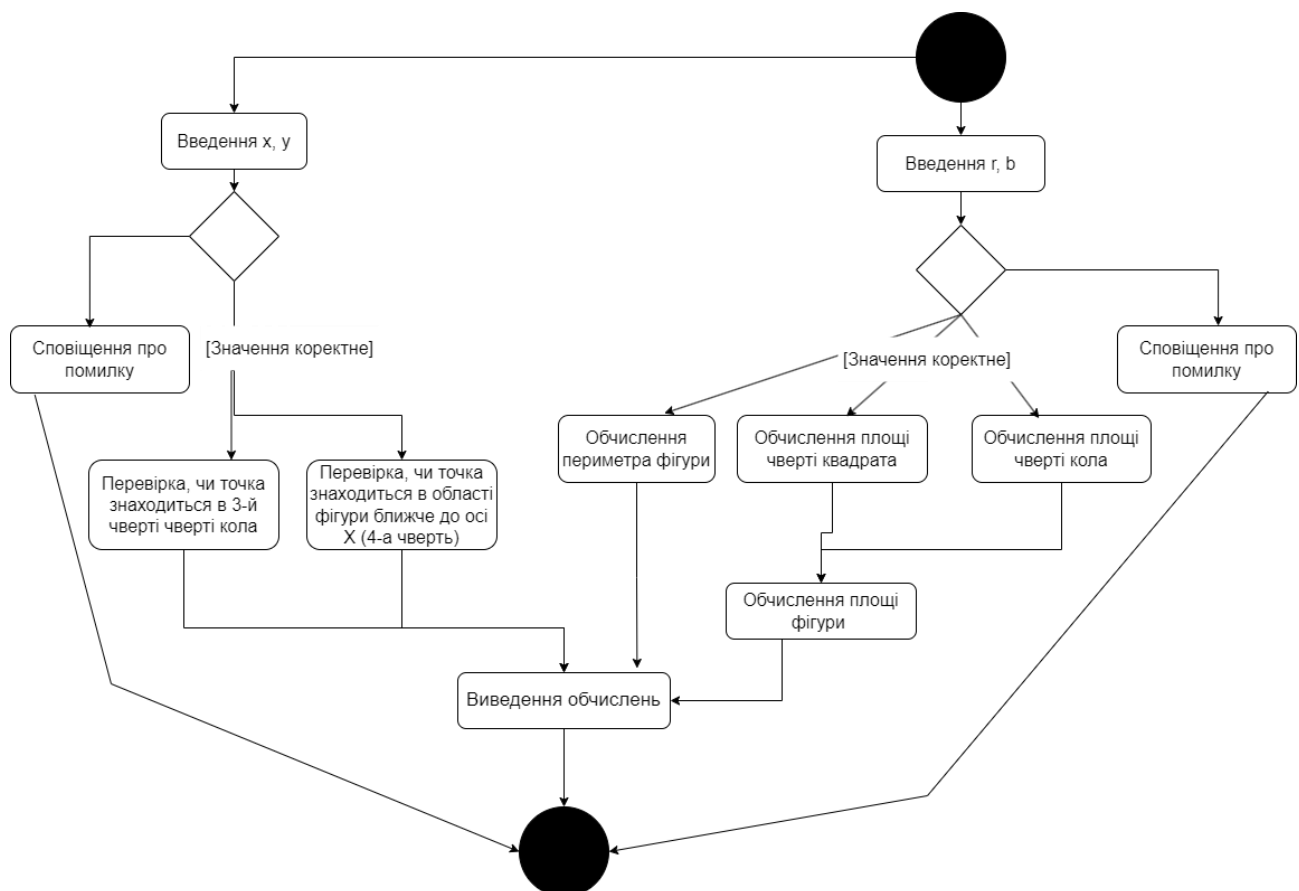 Введення x, y
Введення r, b
Сповіщення про
помилку
[Значення коректне]
[Значення коректне]
Сповіщення про
помилку
Обчислення
периметра фігури
Обчислення площі
чверті квадрата
Обчислення площі
чверті кола
Перевірка, чи точка
знаходиться в 3-й
чверті чверті кола
Перевірка, чи точка
знаходиться в області
фігури ближче до осі
X (4-а чверть)
Обчислення площі
фігури
Виведення обчислень